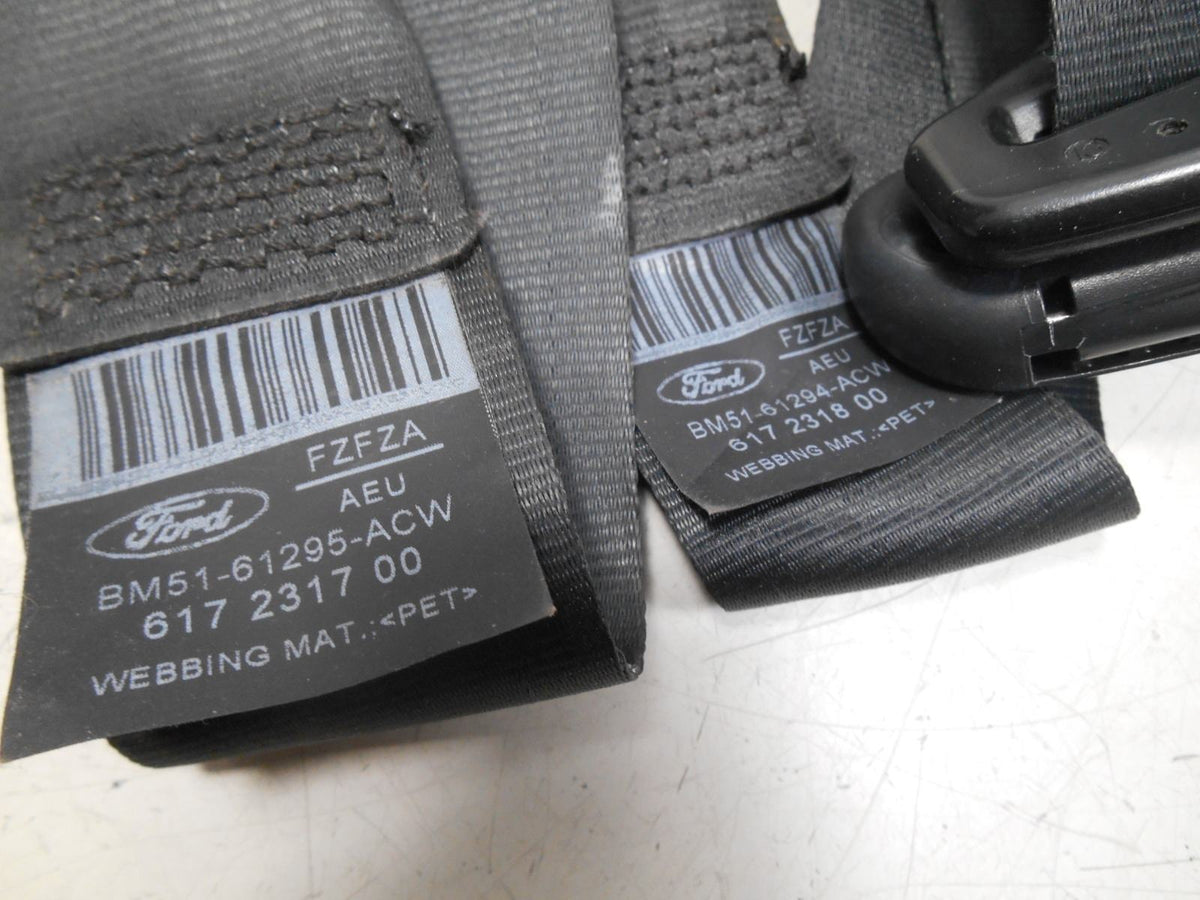 FZFZA
Ford
AEU
BM51-61295-ACW
617 2317 00
WEBBING MAT.:<PET>
FZFZA
Ford
AEU
BM51-61294-ACW
617 2318 00
WEBBING MAT.:<PET>